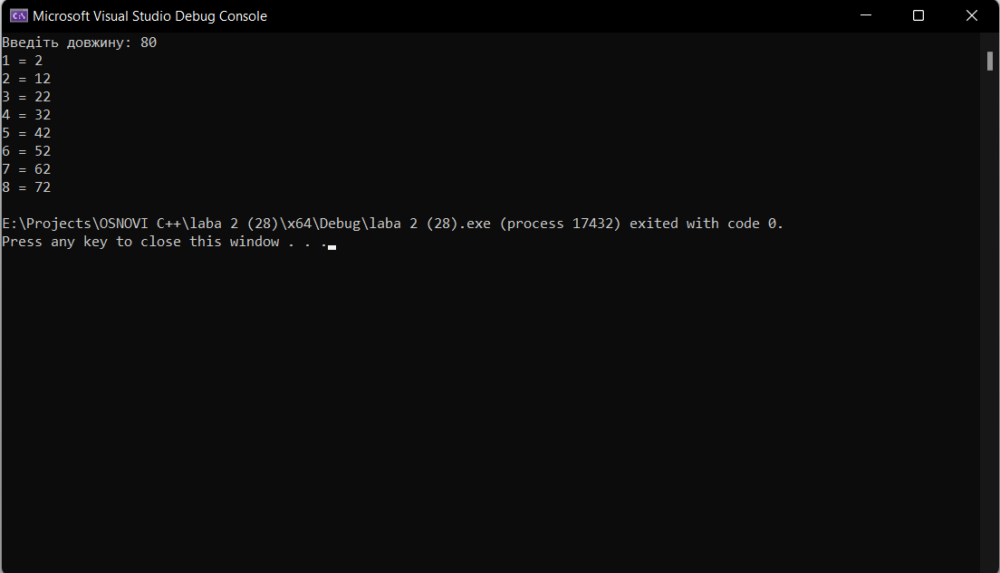 Microsoft Visual Studio Debug Console
Введіть довжину: 80
1 = 2
2 = 12
3 = 22
4 = 32
5 = 42
6 = 52
7 = 62
8 = 72
E:\Projects\OSNOVI C++\laba 2 (28)\x64\Debug\laba 2 (28).exe (process 17432) exited with code 0.
Press any key to close this window . . .